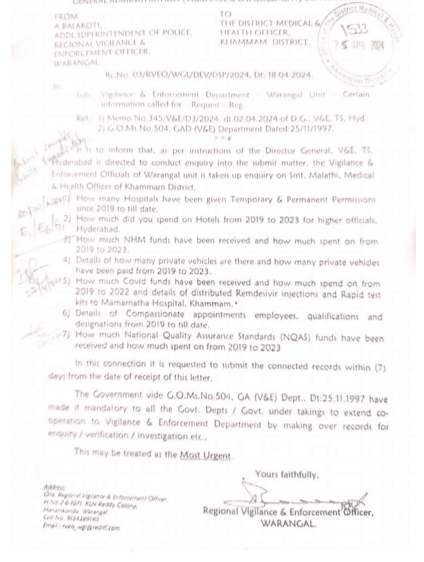 FROM
A BALAKOTI,
ADDL.SUPERINTENDENT OF POLICE,
REGIONAL VIGILANCE &
ENFORCEMENT OFFICER,
WARANGAL.
TO
THE DISTRICT MEDICAL &
HEALTH OFFICER,
KHAMMAM DISTRICT.
1533
25 APR 2024
Rc.No. 03/RVEO/WGL/DEV/DSP/2024, Dt: 18-04-2024.
Sub: Vigilance & Enforcement Department - Warangal Unit - Certain
information called for - Request - Reg.
Ref:- 1) Memo No.345/V&E/D3/2024, dt.02.04.2024 of D.G., V&E, TS, Hyd.
2) G.O.Ms.No.504, GAD (V&E) Department Dated:25/11/1997.
* * *
It is to inform that, as per instructions of the Director General, V&E, TS,
Hyderabad is directed to conduct enquiry into the submit matter, the Vigilance &
Enforcement Officials of Warangal unit is taken up enquiry on Smt. Malathi, Medical
& Health Officer of Khammam District.
1) How many Hospitals have been given Temporary & Permanent Permissions
since 2019 to till date.
2) How much did you spend on Hotels from 2019 to 2023 for higher officials,
Hyderabad.
3) How much NHM funds have been received and how much spent on from
2019 to 2023.
4) Details of how many private vehicles are there and how many private vehicles
have been paid from 2019 to 2023.
5) How much Covid funds have been received and how much spend on from
2019 to 2022 and details of distributed Remdesivir injections and Rapid test
kits to Mamamatha Hospital, Khammam.
6) Details of Compassionate appointments employees, qualifications and
designations from 2019 to till date.
7) How much National Quality Assurance Standards (NQAS) funds have been
received and how much spent on from 2019 to 2023
In this connection it is requested to submit the connected records within (7)
days from the date of receipt of this letter.
The Government vide G.O.Ms.No.504, GA (V&E) Dept., Dt:25.11.1997 have
made it mandatory to all the Govt. Depts / Govt. under takings to extend co-
operation to Vigilance & Enforcement Department by making over records for
enquiry / verification / investigation etc.,
This may be treated as the Most Urgent.
Yours faithfully,
Regional Vigilance & Enforcement Officer,
WARANGAL.
Address:
O/o. Regional Vigilance & Enforcement Officer,
KLN Reddy Colony,
Hanamkonda, Warangal.